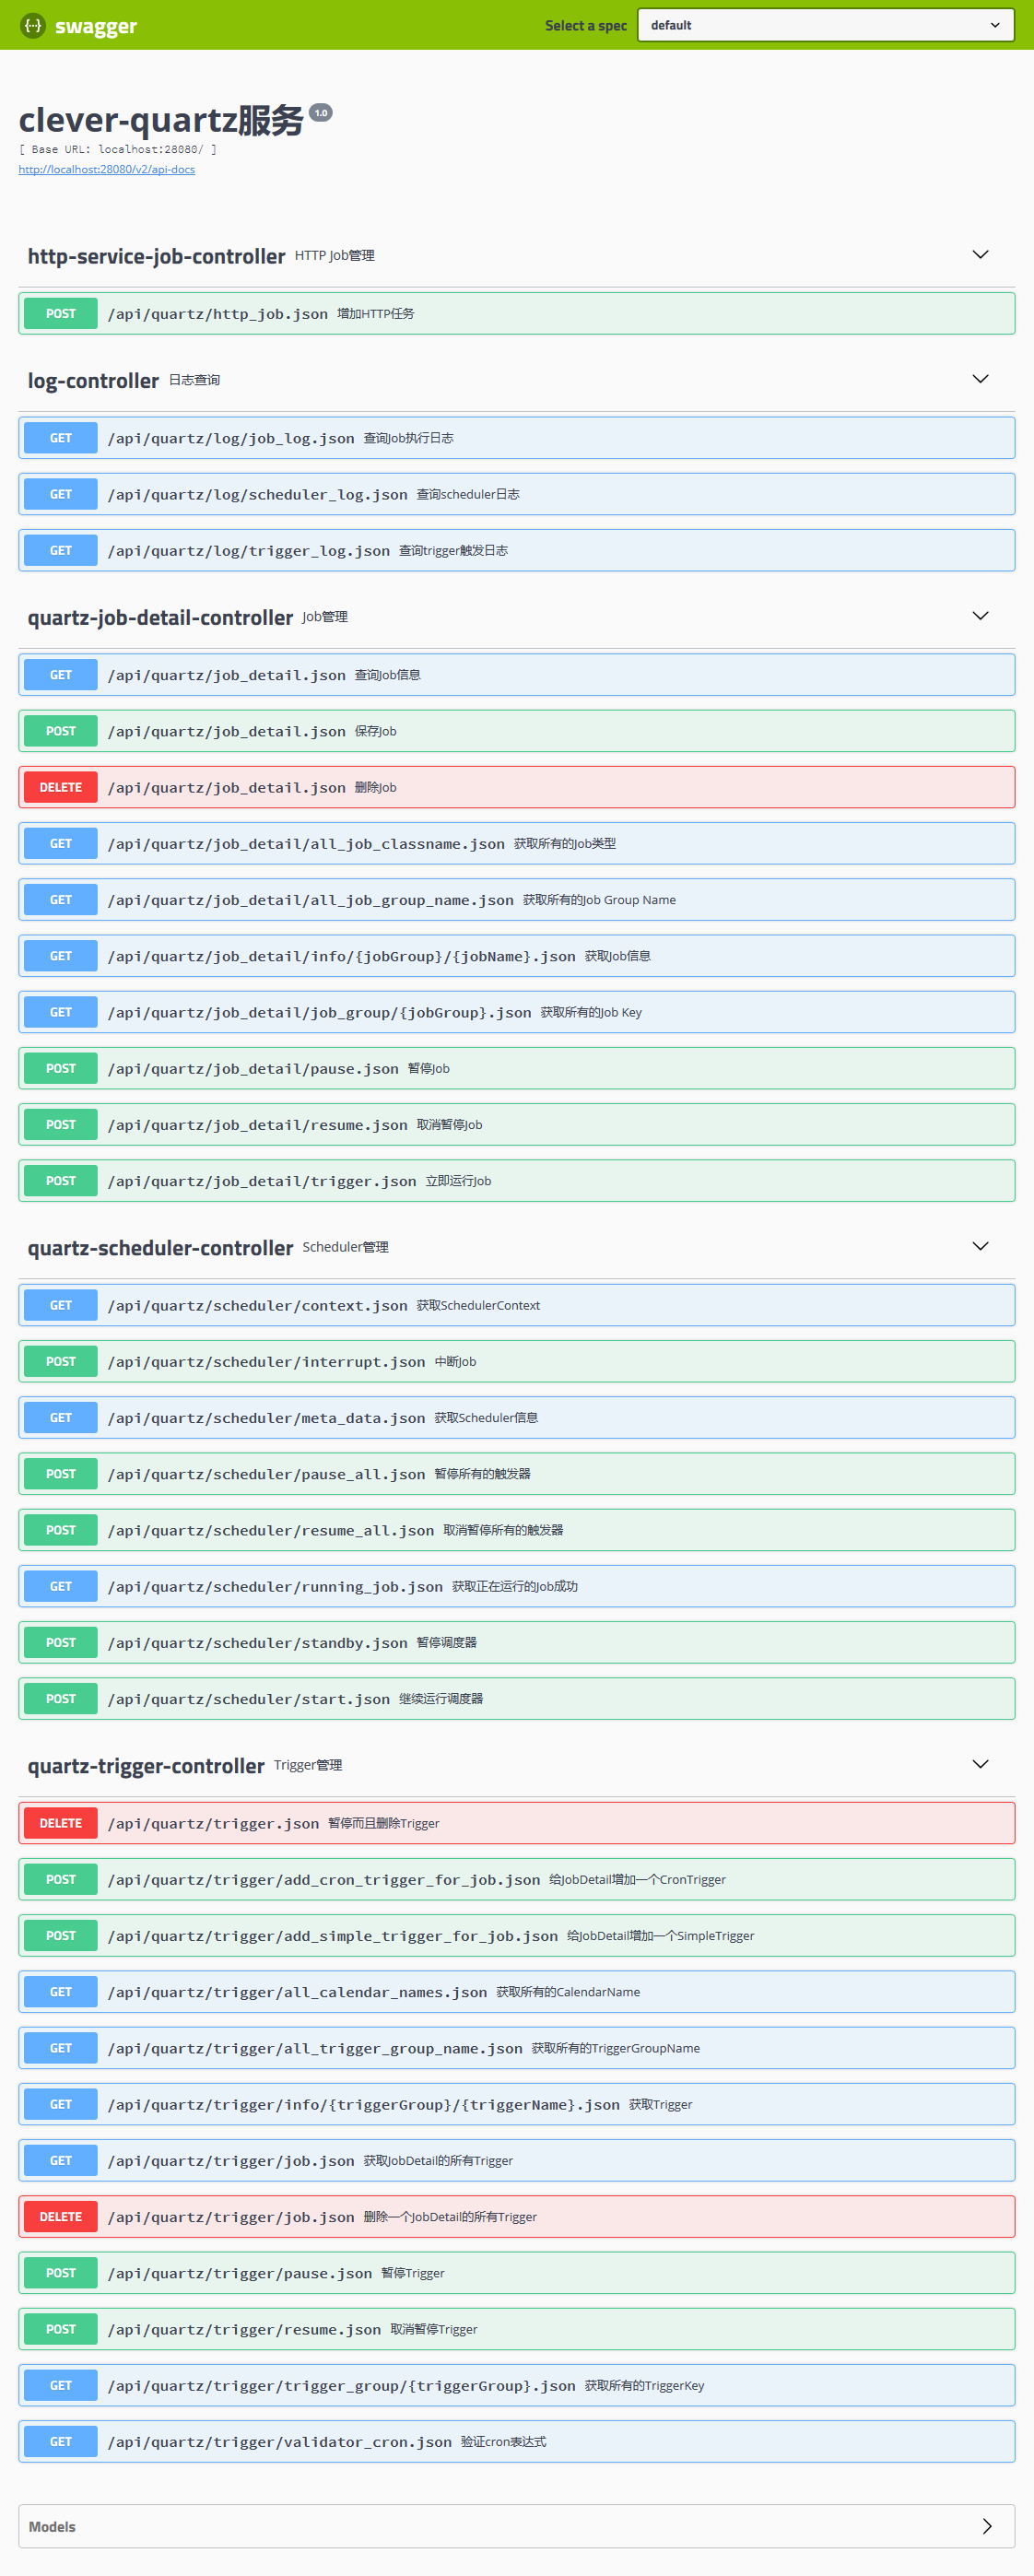 swagger Select a spec default
clever-quartz服务 1.0
[ Base URL: localhost:28080/ ]
http://localhost:28080/v2/api-docs
http-service-job-controller HTTP Job管理
POST /api/quartz/http_job.json 增加HTTP任务
log-controller 日志查询
GET /api/quartz/log/job_log.json 查询Job执行日志
GET /api/quartz/log/scheduler_log.json 查询scheduler日志
GET /api/quartz/log/trigger_log.json 查询trigger触发日志
quartz-job-detail-controller Job管理
GET /api/quartz/job_detail.json 查询Job信息
POST /api/quartz/job_detail.json 保存Job
DELETE /api/quartz/job_detail.json 删除Job
GET /api/quartz/job_detail/all_job_classname.json 获取所有的Job类型
GET /api/quartz/job_detail/all_job_group_name.json 获取所有的Job Group Name
GET /api/quartz/job_detail/info/{jobGroup}/{jobName}.json 获取Job信息
GET /api/quartz/job_detail/job_group/{jobGroup}.json 获取所有的Job Key
POST /api/quartz/job_detail/pause.json 暂停Job
POST /api/quartz/job_detail/resume.json 取消暂停Job
POST /api/quartz/job_detail/trigger.json 立即运行Job
quartz-scheduler-controller Scheduler管理
GET /api/quartz/scheduler/context.json 获取SchedulerContext
POST /api/quartz/scheduler/interrupt.json 中断Job
GET /api/quartz/scheduler/meta_data.json 获取Scheduler信息
POST /api/quartz/scheduler/pause_all.json 暂停所有的触发器
POST /api/quartz/scheduler/resume_all.json 取消暂停所有的触发器
GET /api/quartz/scheduler/running_job.json 获取正在运行的Job成功
POST /api/quartz/scheduler/standby.json 暂停调度器
POST /api/quartz/scheduler/start.json 继续运行调度器
quartz-trigger-controller Trigger管理
DELETE /api/quartz/trigger.json 暂停而且删除Trigger
POST /api/quartz/trigger/add_cron_trigger_for_job.json 给JobDetail增加一个CronTrigger
POST /api/quartz/trigger/add_simple_trigger_for_job.json 给JobDetail增加一个SimpleTrigger
GET /api/quartz/trigger/all_calendar_names.json 获取所有的CalendarName
GET /api/quartz/trigger/all_trigger_group_name.json 获取所有的TriggerGroupName
GET /api/quartz/trigger/info/{triggerGroup}/{triggerName}.json 获取Trigger
GET /api/quartz/trigger/job.json 获取JobDetail的所有Trigger
DELETE /api/quartz/trigger/job.json 删除一个JobDetail的所有Trigger
POST /api/quartz/trigger/pause.json 暂停Trigger
POST /api/quartz/trigger/resume.json 取消暂停Trigger
GET /api/quartz/trigger/trigger_group/{triggerGroup}.json 获取所有的TriggerKey
GET /api/quartz/trigger/validator_cron.json 验证cron表达式
Models